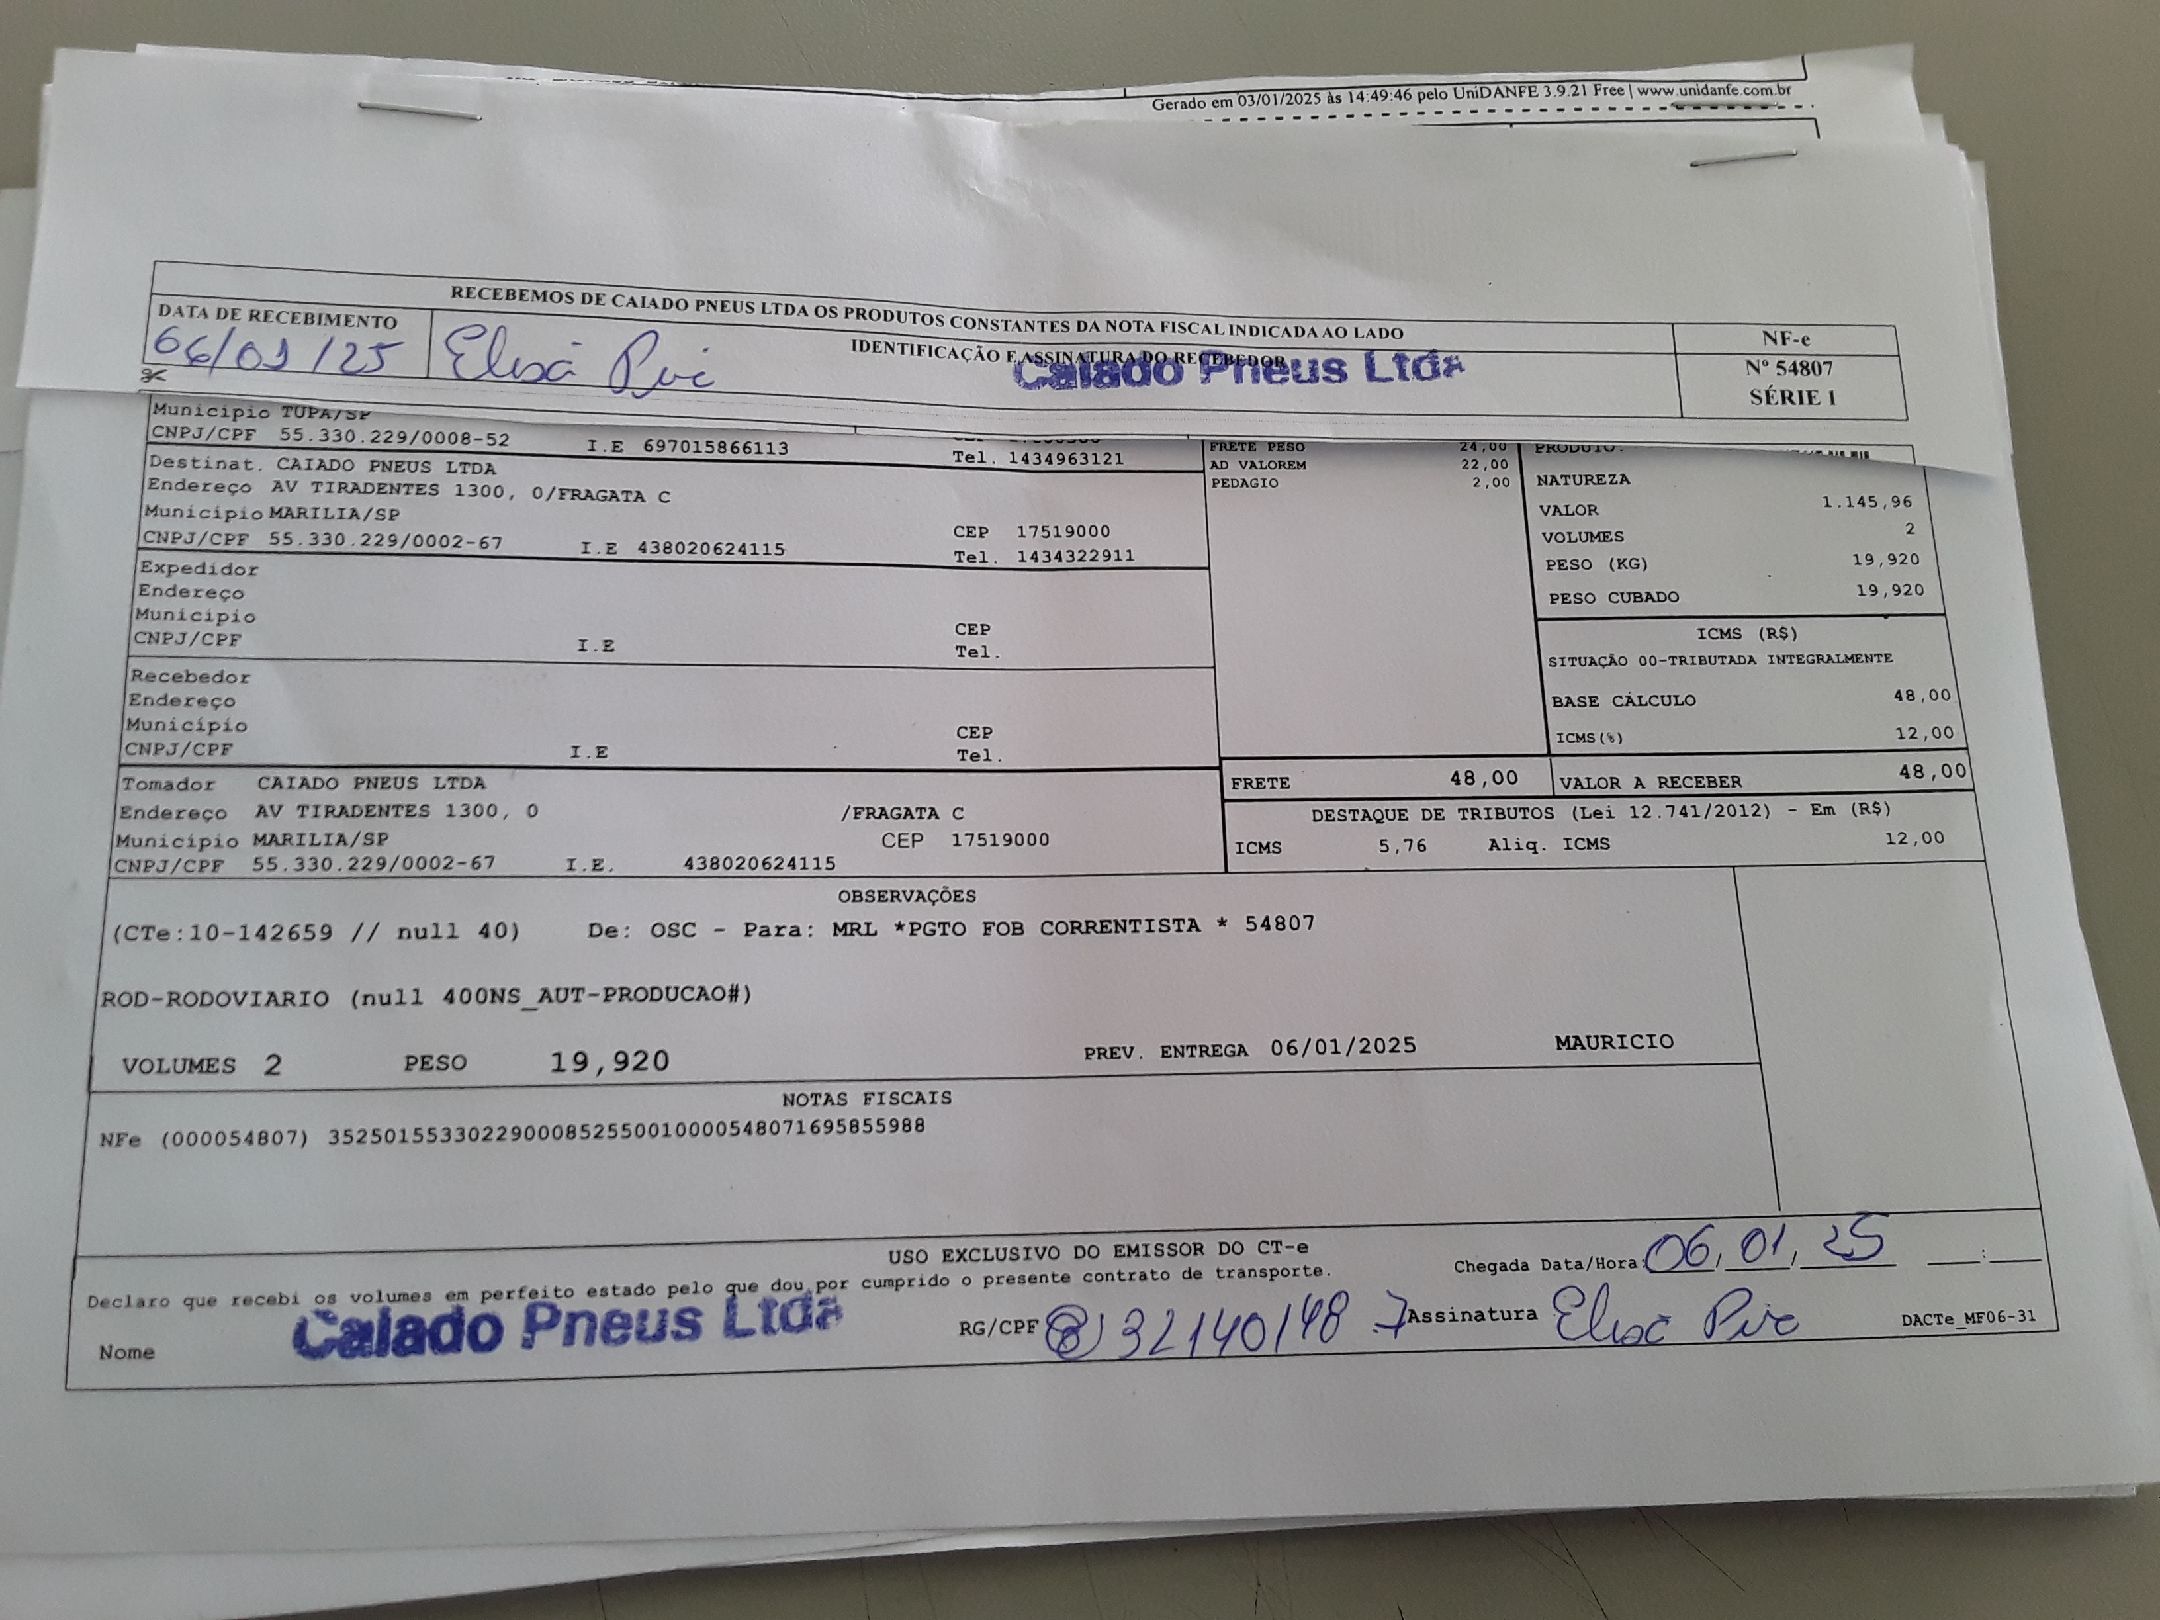 Gerado em 03/01/2025 às 14:49:46 pelo UniDANFE 3.9.21 Free | www.unidanfe.com.br
RECEBEMOS DE CAIADO PNEUS LTDA OS PRODUTOS CONSTANTES DA NOTA FISCAL INDICADA AO LADO
DATA DE RECEBIMENTO
06/01/25
IDENTIFICAÇÃO E ASSINATURA DO RECEBEDOR
Caiado Pneus Ltda
NF-e
Nº 54807
SÉRIE 1
Município TUPA/SP
CNPJ/CPF 55.330.229/0008-52 I.E 697015866113 Tel. 1434963121
Destinat. CAIADO PNEUS LTDA
Endereço AV TIRADENTES 1300, 0/FRAGATA C
Município MARILIA/SP CEP 17519000
CNPJ/CPF 55.330.229/0002-67 I.E 438020624115 Tel. 1434322911
Expedidor
Endereço
Município CEP
CNPJ/CPF I.E Tel.
Recebedor
Endereço
Município CEP
CNPJ/CPF I.E Tel.
Tomador CAIADO PNEUS LTDA
Endereço AV TIRADENTES 1300, 0 /FRAGATA C
Município MARILIA/SP CEP 17519000
CNPJ/CPF 55.330.229/0002-67 I.E. 438020624115
FRETE PESO 24,00
AD VALOREM 22,00
PEDAGIO 2,00
PRODUTO:
NATUREZA
VALOR 1.145,96
VOLUMES 2
PESO (KG) 19,920
PESO CUBADO 19,920
ICMS (R$)
SITUAÇÃO 00-TRIBUTADA INTEGRALMENTE
BASE CÁLCULO 48,00
ICMS(%) 12,00
FRETE 48,00 VALOR A RECEBER 48,00
DESTAQUE DE TRIBUTOS (Lei 12.741/2012) - Em (R$)
ICMS 5,76 Aliq. ICMS 12,00
OBSERVAÇÕES
(CTe:10-142659 // null 40) De: OSC - Para: MRL *PGTO FOB CORRENTISTA * 54807
ROD-RODOVIARIO (null 400NS_AUT-PRODUCAO#)
VOLUMES 2 PESO 19,920 PREV. ENTREGA 06/01/2025 MAURICIO
NOTAS FISCAIS
NFe (000054807) 35250155330229000852550010000548071695855988
USO EXCLUSIVO DO EMISSOR DO CT-e
Chegada Data/Hora: 06, 01, 25 :
Declaro que recebi os volumes em perfeito estado pelo que dou por cumprido o presente contrato de transporte.
Nome Caiado Pneus Ltda RG/CPF 32140148.7 Assinatura DACTe_MF06-31